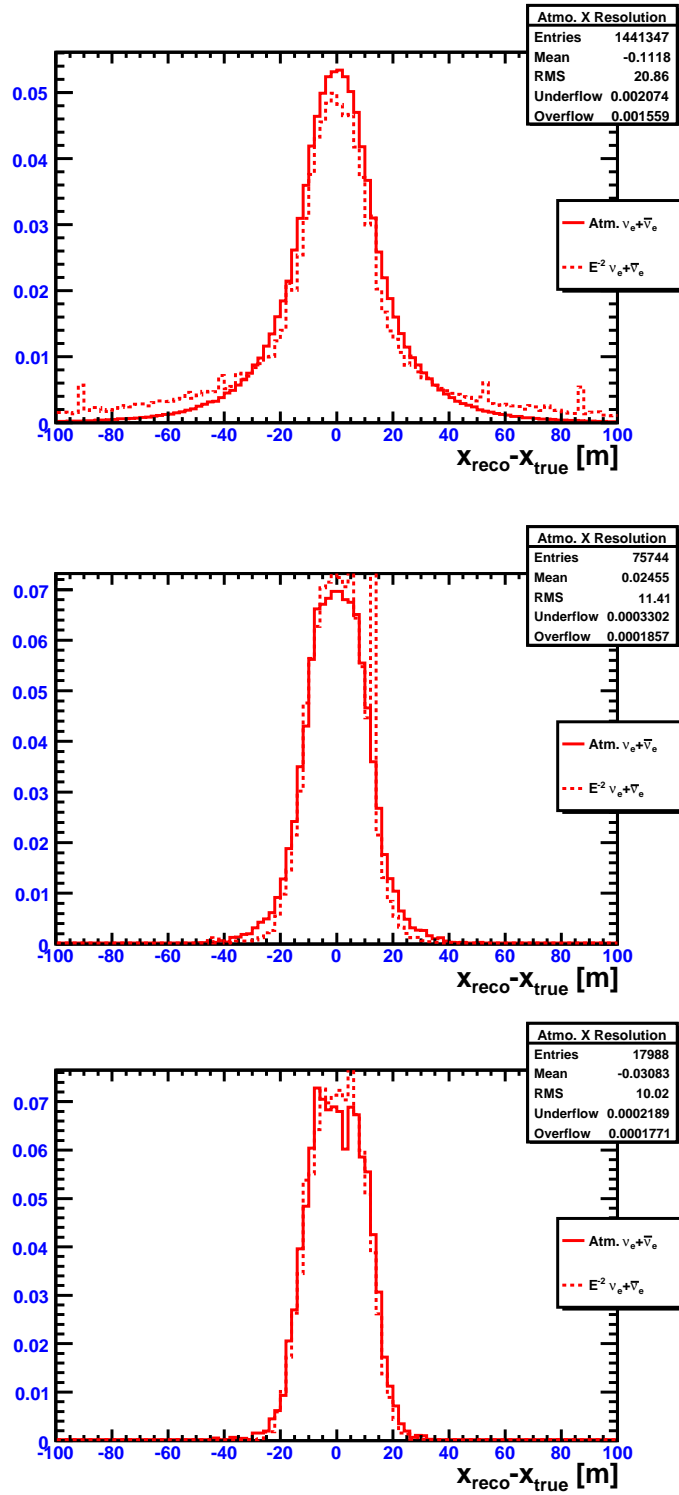 Atmo. X Resolution
Entries 1441347
Mean -0.1118
RMS 20.86
Underflow 0.002074
Overflow 0.001559
0.05
0.04
0.03
0.02
0.01
0
Atm. νe+ν̅e
E-2 νe+ν̅e
-100 -80 -60 -40 -20 0 20 40 60 80 100
xreco-xtrue [m]
Atmo. X Resolution
Entries 75744
Mean 0.02455
RMS 11.41
Underflow 0.0003302
Overflow 0.0001857
0.07
0.06
0.05
0.04
0.03
0.02
0.01
0
Atm. νe+ν̅e
E-2 νe+ν̅e
-100 -80 -60 -40 -20 0 20 40 60 80 100
xreco-xtrue [m]
Atmo. X Resolution
Entries 17988
Mean -0.03083
RMS 10.02
Underflow 0.0002189
Overflow 0.0001771
0.07
0.06
0.05
0.04
0.03
0.02
0.01
0
Atm. νe+ν̅e
E-2 νe+ν̅e
-100 -80 -60 -40 -20 0 20 40 60 80 100
xreco-xtrue [m]